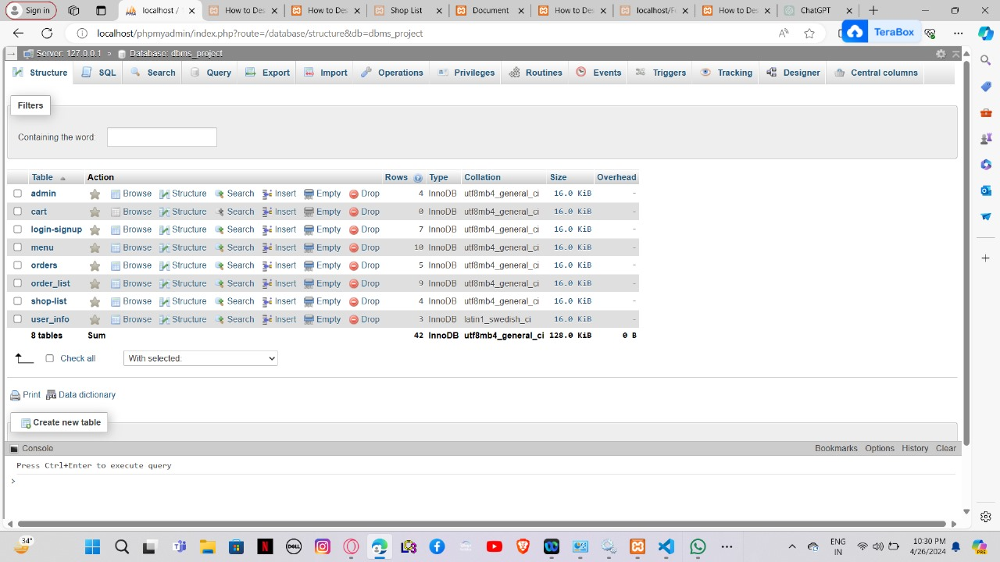 Sign in
localhost / 1
How to Des
How to Des
Shop List
Document
How to Des
localhost/Fo
How to Des
ChatGPT
localhost/phpmyadmin/index.php?route=/database/structure&db=dbms_project
TeraBox
Server: 127.0.0.1 » Database: dbms_project
Structure SQL Search Query Export Import Operations Privileges Routines Events Triggers Tracking Designer Central columns
Filters
Containing the word:
Table Action Rows Type Collation Size Overhead
admin Browse Structure Search Insert Empty Drop 4 InnoDB utf8mb4_general_ci 16.0 KiB -
cart Browse Structure Search Insert Empty Drop 0 InnoDB utf8mb4_general_ci 16.0 KiB -
login-signup Browse Structure Search Insert Empty Drop 7 InnoDB utf8mb4_general_ci 16.0 KiB -
menu Browse Structure Search Insert Empty Drop 10 InnoDB utf8mb4_general_ci 16.0 KiB -
orders Browse Structure Search Insert Empty Drop 5 InnoDB utf8mb4_general_ci 16.0 KiB -
order_list Browse Structure Search Insert Empty Drop 9 InnoDB utf8mb4_general_ci 16.0 KiB -
shop-list Browse Structure Search Insert Empty Drop 4 InnoDB utf8mb4_general_ci 16.0 KiB -
user_info Browse Structure Search Insert Empty Drop 3 InnoDB latin1_swedish_ci 16.0 KiB -
8 tables Sum 42 InnoDB utf8mb4_general_ci 128.0 KiB 0 B
Check all With selected:
Print Data dictionary
Create new table
Console Bookmarks Options History Clear
Press Ctrl+Enter to execute query
>
34°
ENG
IN
10:30 PM
4/26/2024